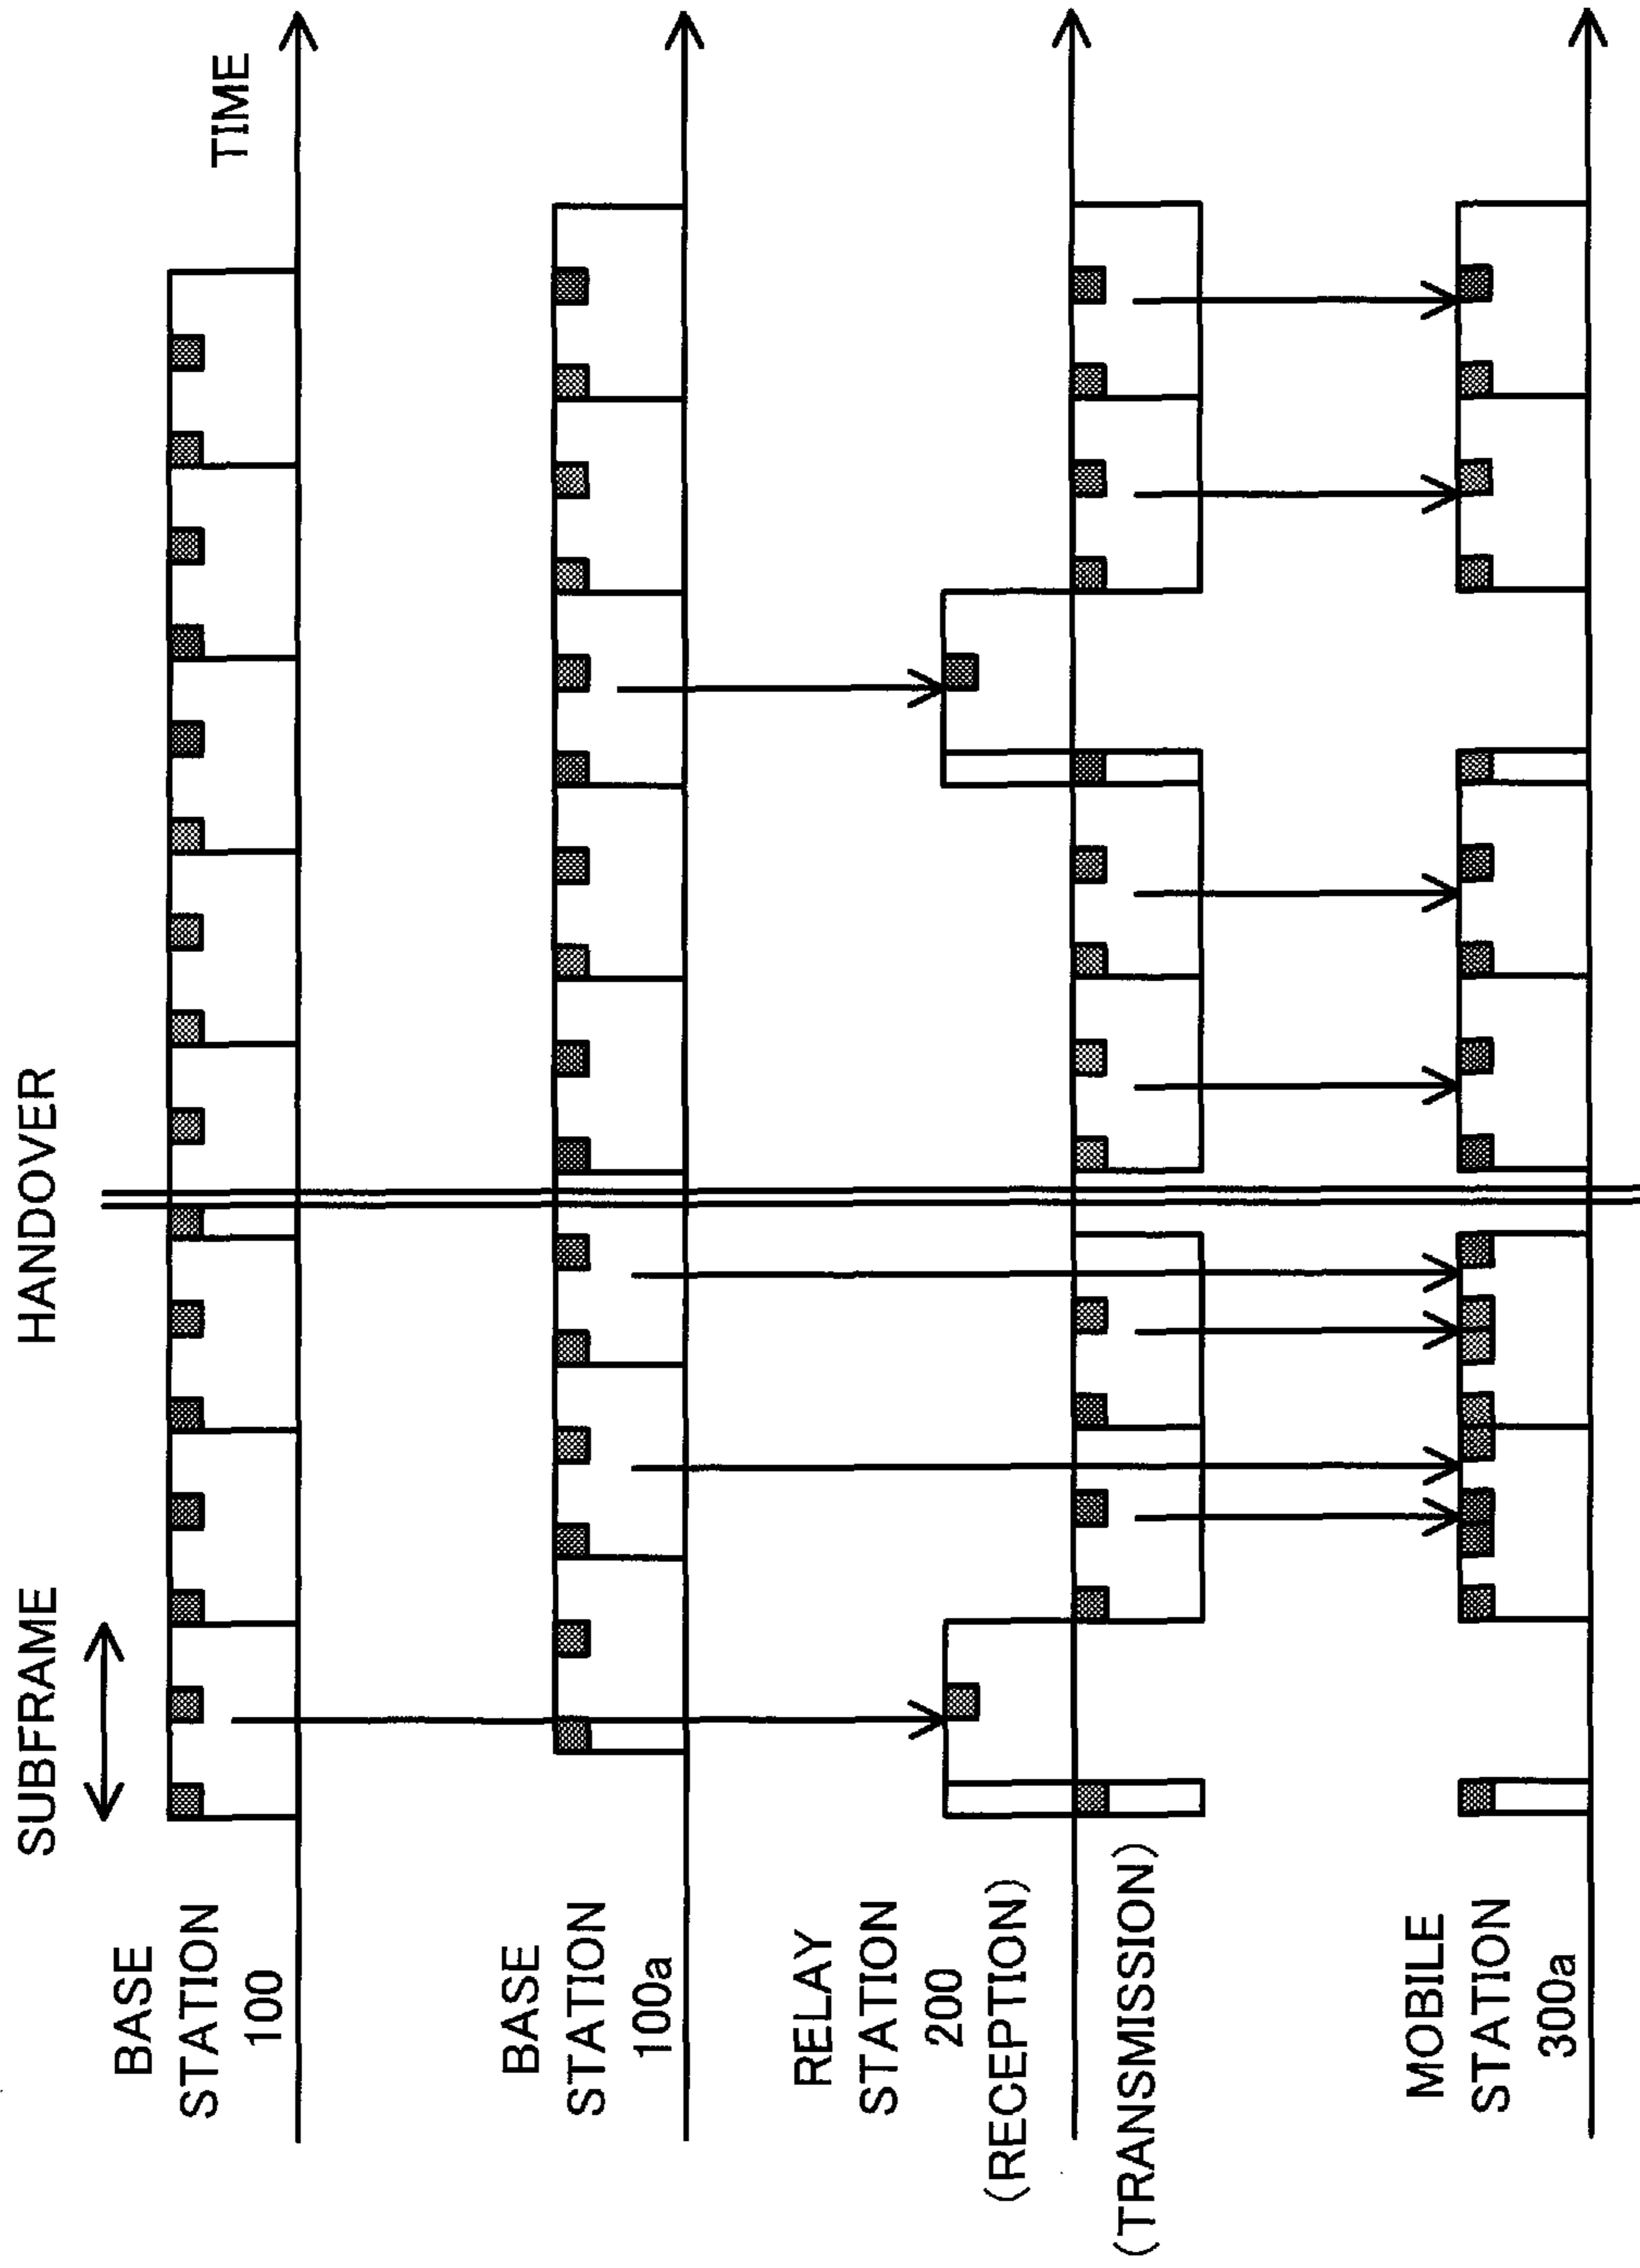 SUBFRAME
HANDOVER
TIME
BASE
STATION
100
BASE
STATION
100a
RELAY
STATION
200
(RECEPTION)
(TRANSMISSION)
MOBILE
STATION
300a